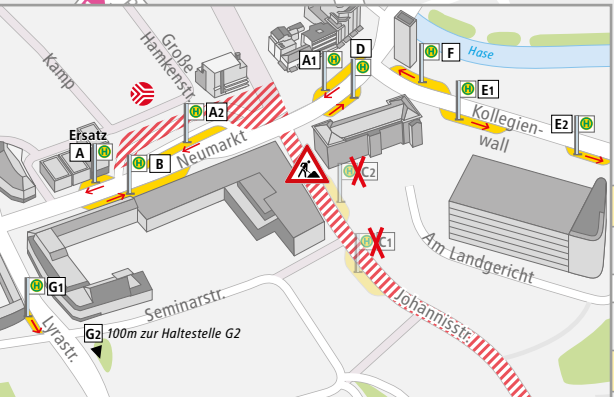 Kamp
Große
Hamkenstr.
A1
H
D
H
H
F
Hase
H
E1
Kollegien-
wall
E2
H
H
A2
Ersatz
A
H
H
B
Neumarkt
H
C2
H
C1
Am Landgericht
H
G1
Seminarstr.
Johannisstr.
Lyrastr.
G2 100m zur Haltestelle G2